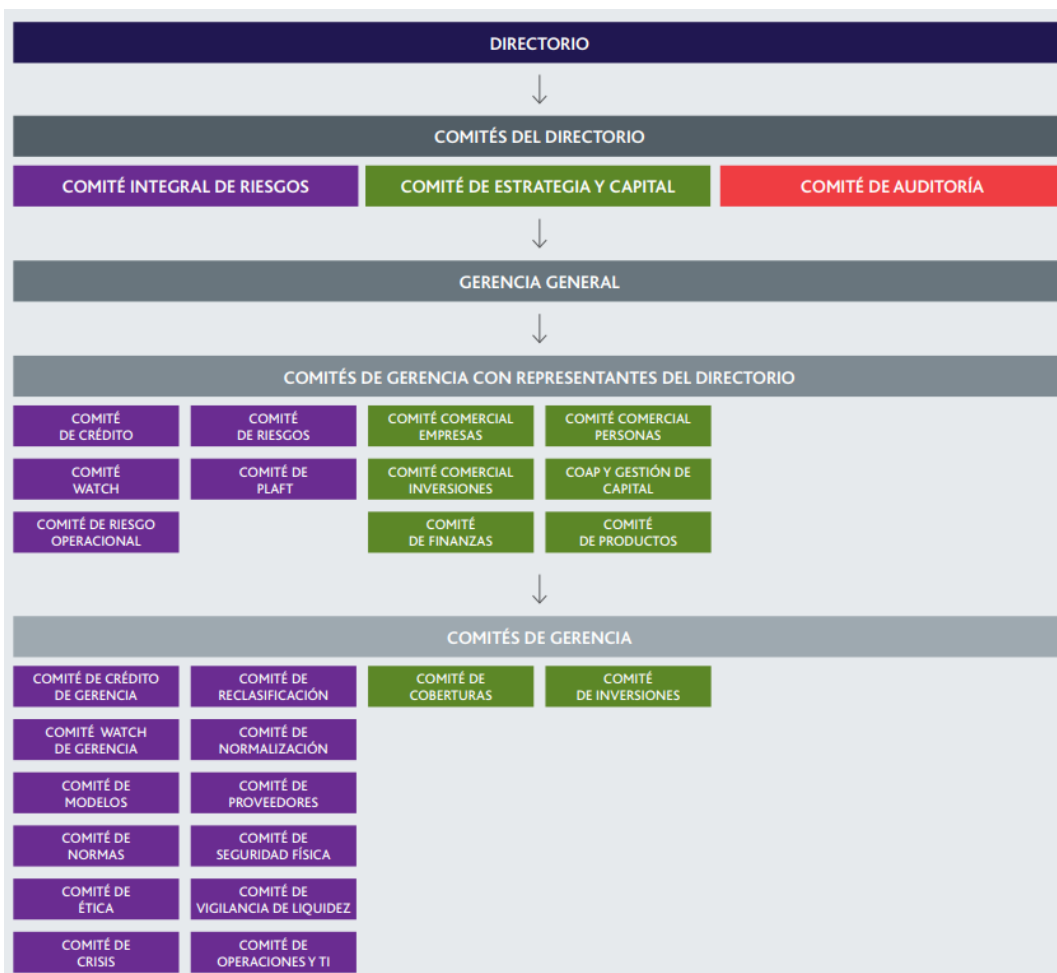 DIRECTORIO
COMITÉS DEL DIRECTORIO
COMITÉ INTEGRAL DE RIESGOS
COMITÉ DE ESTRATEGIA Y CAPITAL
COMITÉ DE AUDITORÍA
GERENCIA GENERAL
COMITÉS DE GERENCIA CON REPRESENTANTES DEL DIRECTORIO
COMITÉ
DE CRÉDITO
COMITÉ
DE RIESGOS
COMITÉ COMERCIAL
EMPRESAS
COMITÉ COMERCIAL
PERSONAS
COMITÉ
WATCH
COMITÉ DE
PLAFT
COMITÉ COMERCIAL
INVERSIONES
COAP Y GESTIÓN DE
CAPITAL
COMITÉ DE RIESGO
OPERACIONAL
COMITÉ
DE FINANZAS
COMITÉ
DE PRODUCTOS
COMITÉS DE GERENCIA
COMITÉ DE CRÉDITO
DE GERENCIA
COMITÉ DE
RECLASIFICACIÓN
COMITÉ DE
COBERTURAS
COMITÉ
DE INVERSIONES
COMITÉ WATCH
DE GERENCIA
COMITÉ DE
NORMALIZACIÓN
COMITÉ DE
MODELOS
COMITÉ DE
PROVEEDORES
COMITÉ DE
NORMAS
COMITÉ DE
SEGURIDAD FÍSICA
COMITÉ DE
ÉTICA
COMITÉ DE
VIGILANCIA DE LIQUIDEZ
COMITÉ DE
CRISIS
COMITÉ DE
OPERACIONES Y TI